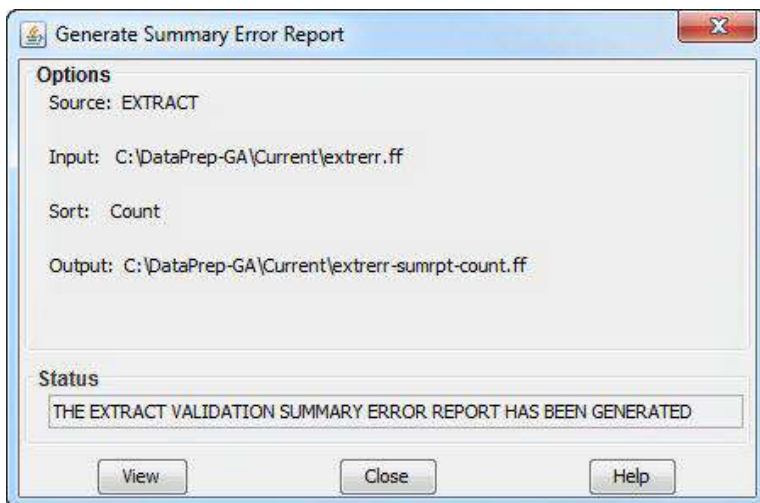 Generate Summary Error Report
Options
Source: EXTRACT
Input: C:\DataPrep-GA\Current\extrerr.ff
Sort: Count
Output: C:\DataPrep-GA\Current\extrerr-sumrpt-count.ff
Status
THE EXTRACT VALIDATION SUMMARY ERROR REPORT HAS BEEN GENERATED
View Close Help